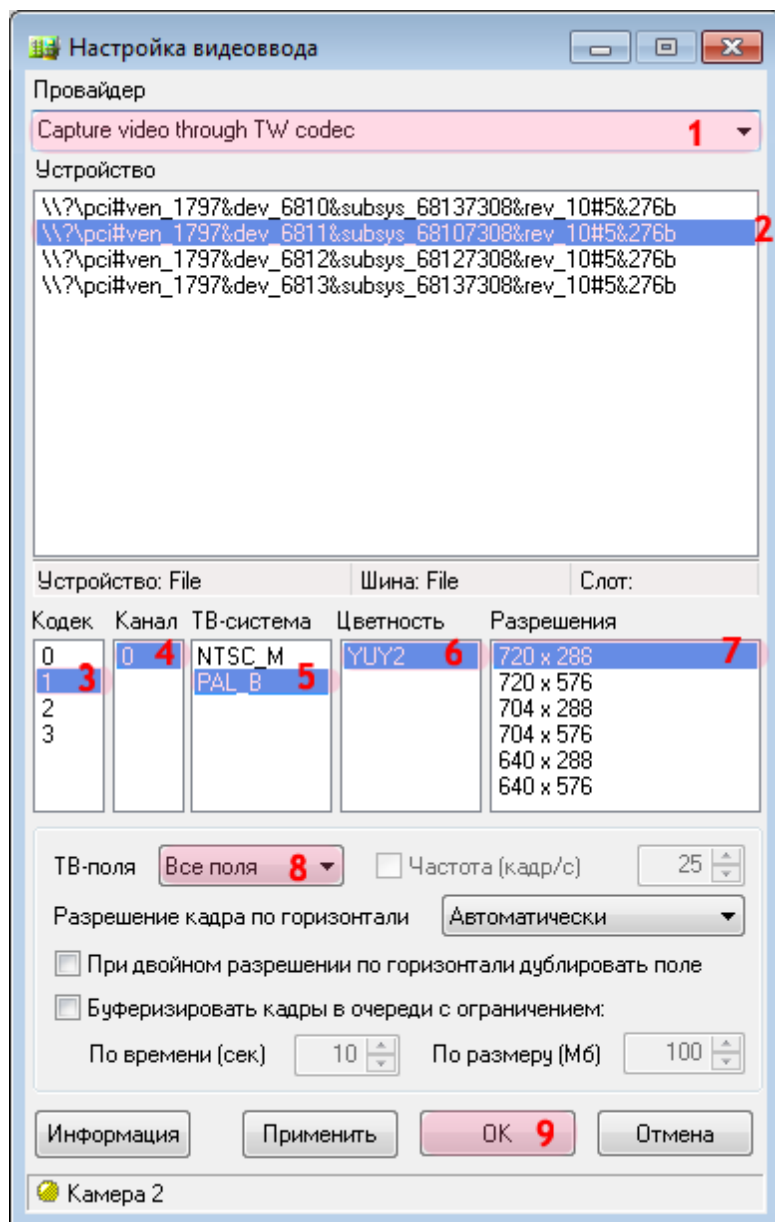 Настройка видеоввода
Провайдер
Capture video through TW codec 1
Устройство
\\?\pci#ven_1797&dev_6810&subsys_68137308&rev_10#5&276b
\\?\pci#ven_1797&dev_6811&subsys_68107308&rev_10#5&276b 2
\\?\pci#ven_1797&dev_6812&subsys_68127308&rev_10#5&276b
\\?\pci#ven_1797&dev_6813&subsys_68137308&rev_10#5&276b
Устройство: File Шина: File Слот:
Кодек Канал ТВ-система Цветность Разрешения
0 0 4 NTSC_M YUY2 6 720 x 288 7
1 3 PAL_B 5 720 x 576
2 704 x 288
3 704 x 576
640 x 288
640 x 576
ТВ-поля Все поля 8 Частота (кадр/с) 25
Разрешение кадра по горизонтали Автоматически
При двойном разрешении по горизонтали дублировать поле
Буферизировать кадры в очереди с ограничением:
По времени (сек) 10 По размеру (Мб) 100
Информация Применить OK 9 Отмена
Камера 2